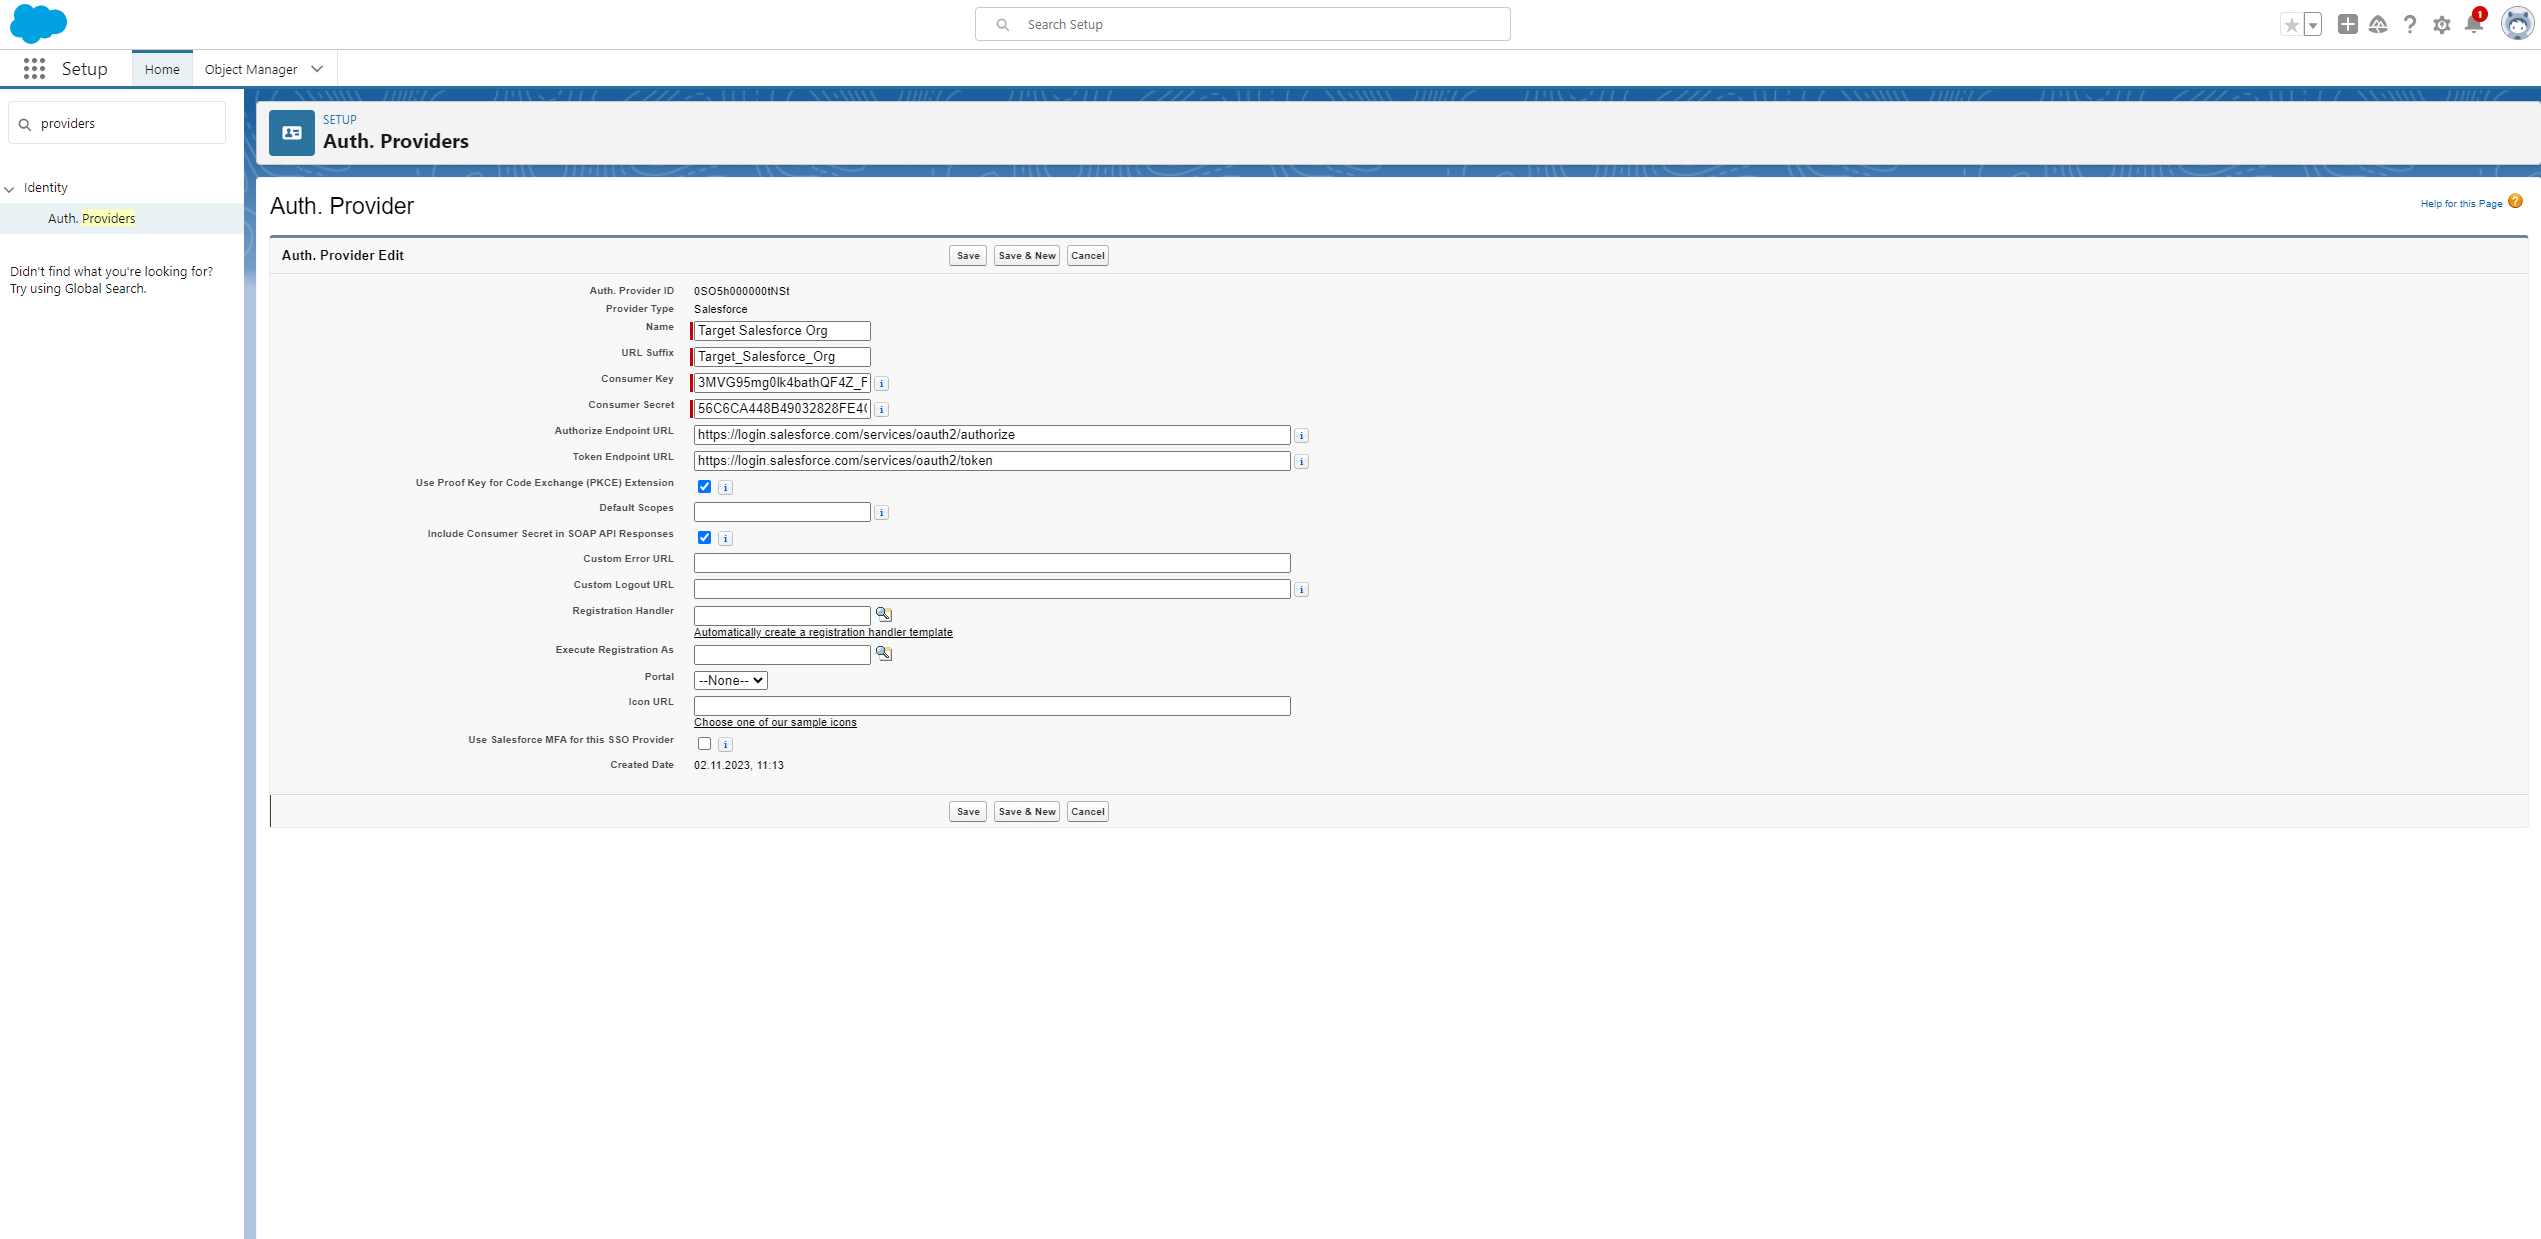 Search Setup
1
Setup
Home
Object Manager
providers
Identity
Auth. Providers
Didn't find what you're looking for?
Try using Global Search.
SETUP
Auth. Providers
Auth. Provider
Help for this Page
Auth. Provider Edit
Save
Save & New
Cancel
Auth. Provider ID 0SO5h000000tNSt
Provider Type Salesforce
Name Target Salesforce Org
URL Suffix Target_Salesforce_Org
Consumer Key
Consumer Secret
Authorize Endpoint URL https://login.salesforce.com/services/oauth2/authorize
Token Endpoint URL https://login.salesforce.com/services/oauth2/token
Use Proof Key for Code Exchange (PKCE) Extension
Default Scopes
Include Consumer Secret in SOAP API Responses
Custom Error URL
Custom Logout URL
Registration Handler
Automatically create a registration handler template
Execute Registration As
Portal --None--
Icon URL
Choose one of our sample icons
Use Salesforce MFA for this SSO Provider
Created Date 02.11.2023, 11:13
Save
Save & New
Cancel